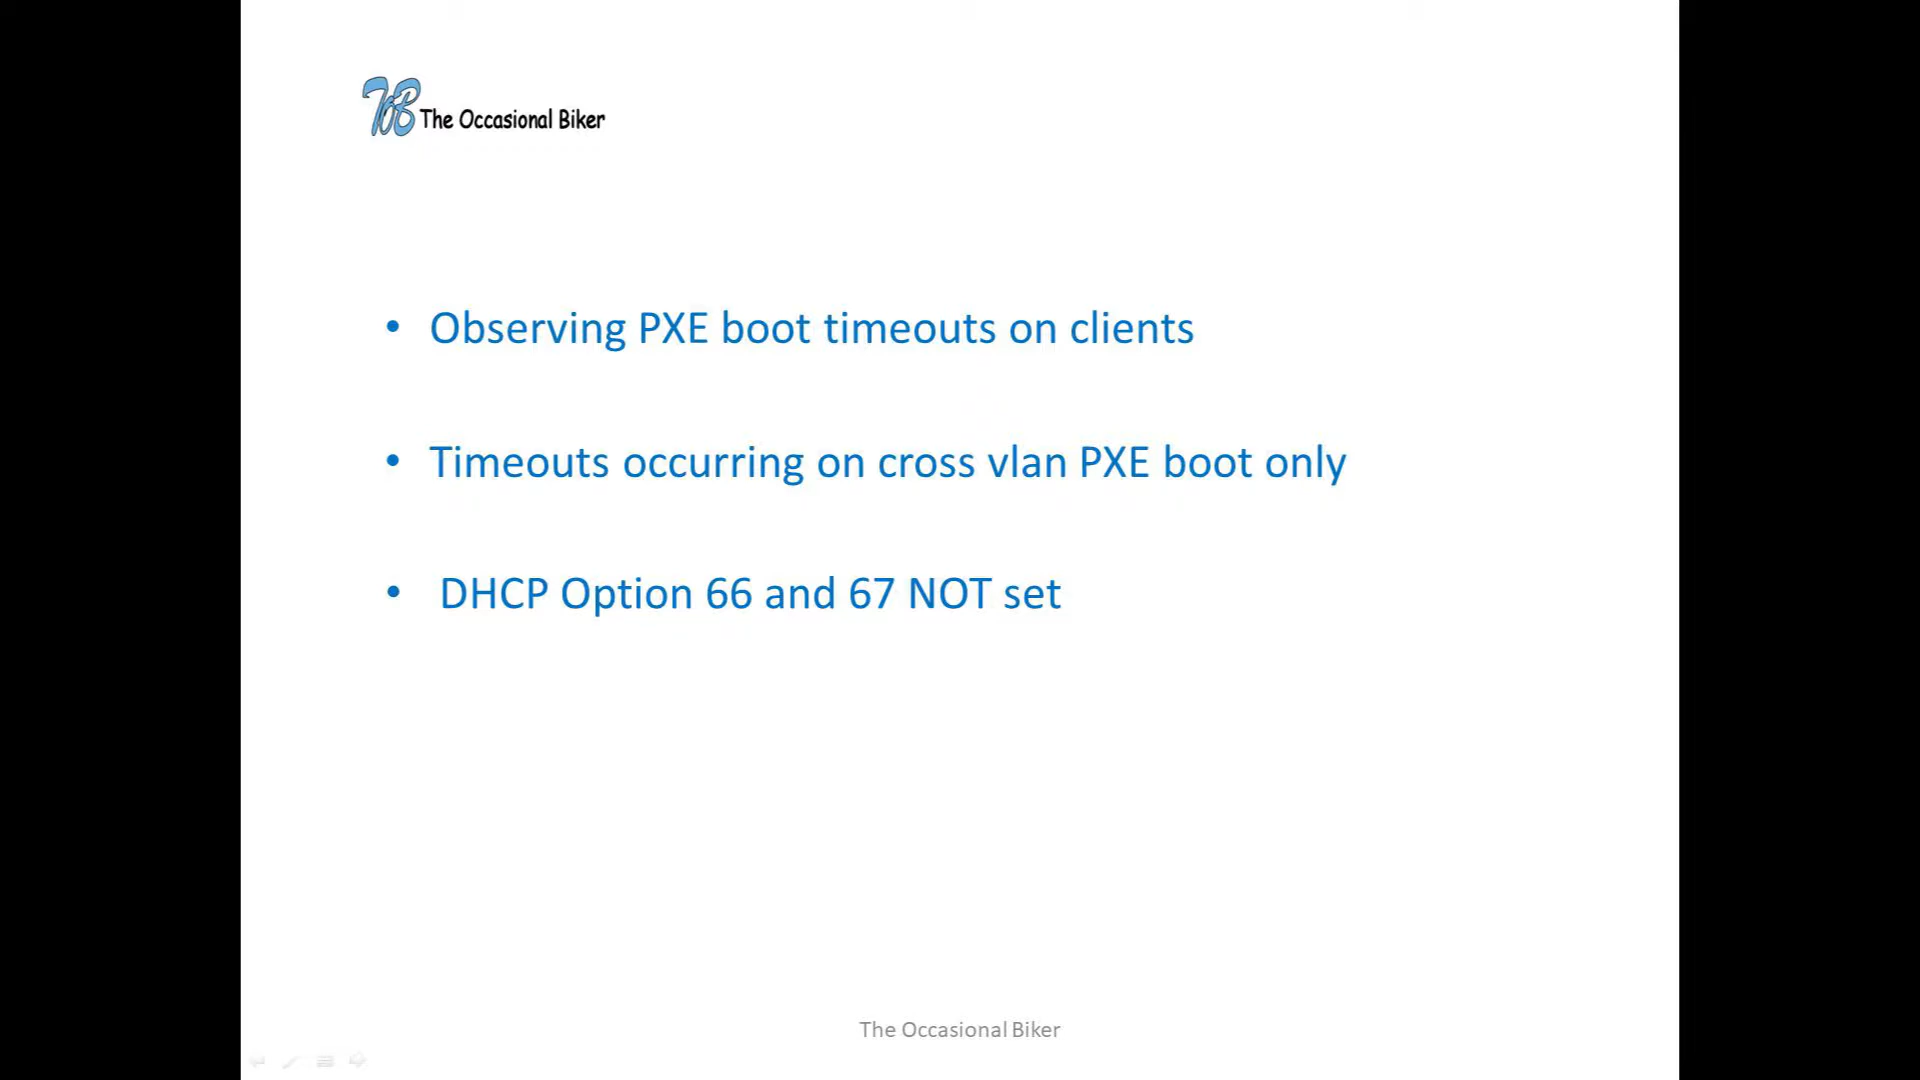 TOB The Occasional Biker
• Observing PXE boot timeouts on clients
• Timeouts occurring on cross vlan PXE boot only
• DHCP Option 66 and 67 NOT set
The Occasional Biker